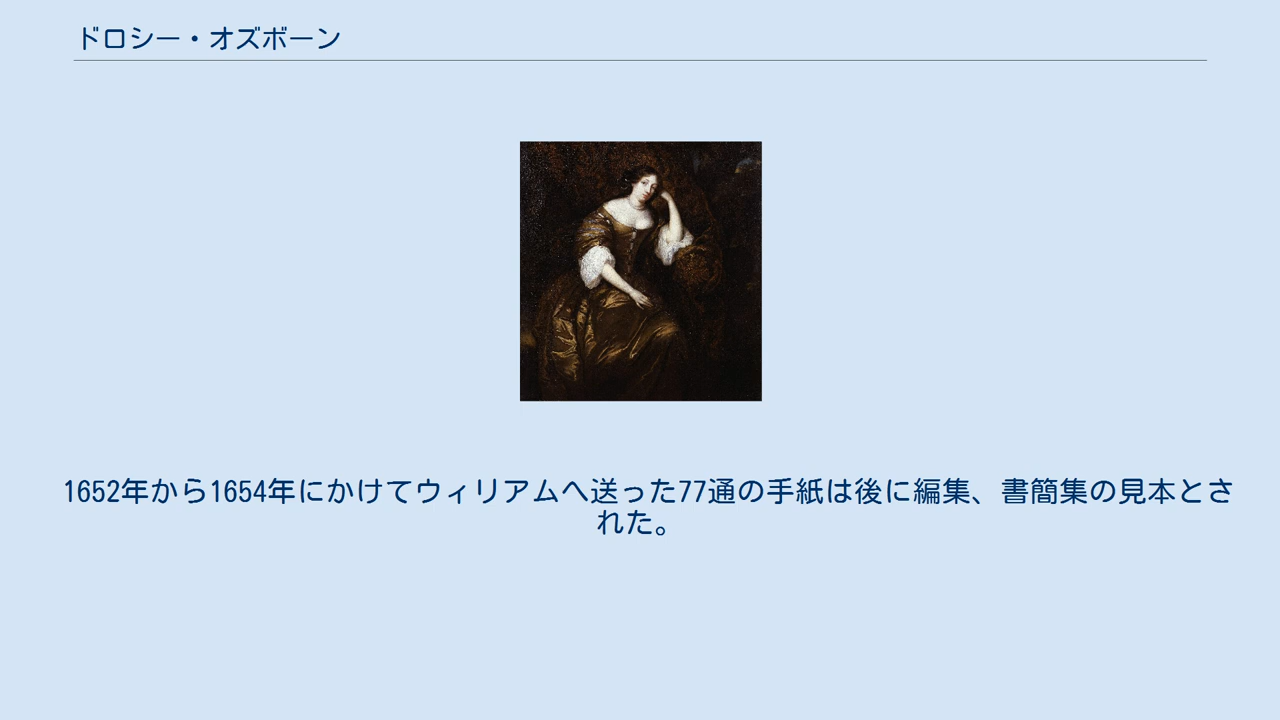 ドロシー・オズボーン
1652年から1654年にかけてウィリアムへ送った77通の手紙は後に編集、書簡集の見本とさ
れた。